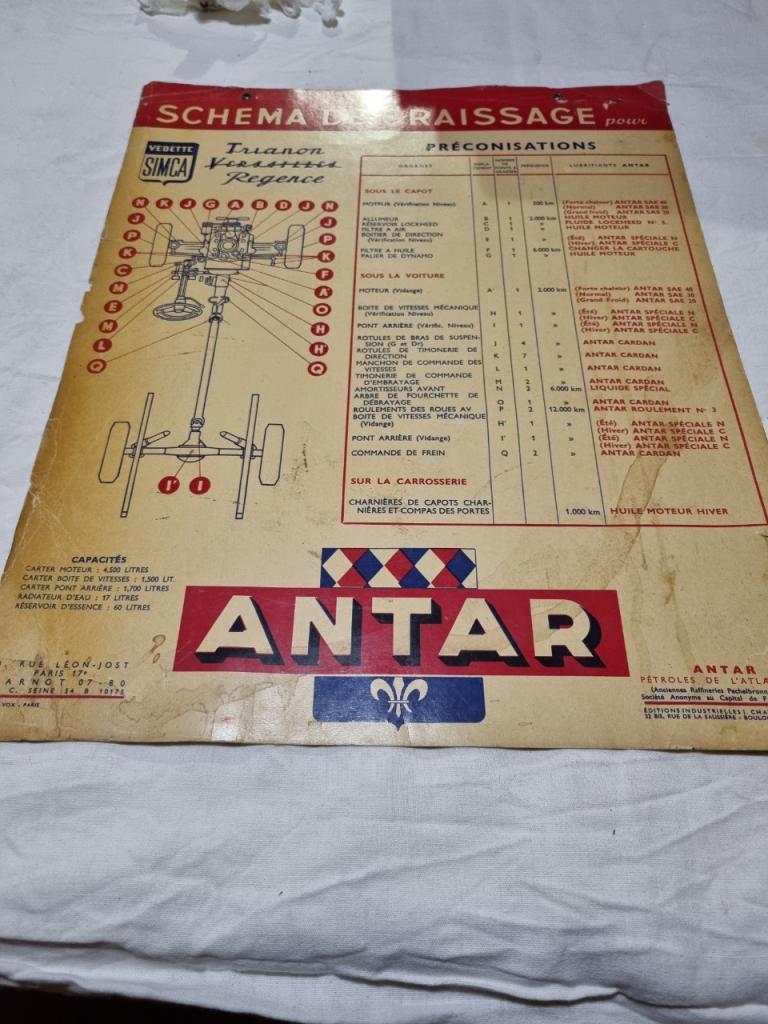 SCHEMA DE GRAISSAGE pour
VEDETTE
SIMCA
Trianon
Versailles
Régence
PRÉCONISATIONS
N K J G A B D J N
J
P
K
C
M
E
M
L
Q
J
P
K
F
A'
O
H
H'
Q
I' I
ORGANES LUBRIFIANTS ANTAR
SOUS LE CAPOT
MOTEUR (Vérification Niveau) A 1 500 km (Forte chaleur) ANTAR SAE 40
(Normal) ANTAR SAE 30
(Grand froid) ANTAR SAE 20
ALLUMEUR B 1 2.000 km HUILE MOTEUR
RÉSERVOIR LOCKHEED C 1 » FLUIDE LOCKHEED N° 5
FILTRE A AIR D 1 » HUILE MOTEUR
BOITIER DE DIRECTION
(Vérification Niveau) E 1 » (Été) ANTAR SPÉCIALE N
(Hiver) ANTAR SPÉCIALE C
FILTRE A HUILE F 1 6.000 km CHANGER LA CARTOUCHE
PALIER DE DYNAMO G 1 » HUILE MOTEUR
SOUS LA VOITURE
MOTEUR (Vidange) A' 1 2.000 km (Forte chaleur) ANTAR SAE 40
(Normal) ANTAR SAE 30
(Grand Froid) ANTAR SAE 20
BOITE DE VITESSES MÉCANIQUE
(Vérification Niveau) H 1 » (Été) ANTAR SPÉCIALE N
(Hiver) ANTAR SPÉCIALE C
PONT ARRIÈRE (Vérific. Niveau) I 1 » (Été) ANTAR SPÉCIALE N
(Hiver) ANTAR SPÉCIALE C
ROTULES DE BRAS DE SUSPEN-
SION (G et Dr) J 4 » ANTAR CARDAN
ROTULES DE TIMONERIE DE
DIRECTION K 7 » ANTAR CARDAN
MANCHON DE COMMANDE DES
VITESSES L 1 » ANTAR CARDAN
TIMONERIE DE COMMANDE
D'EMBRAYAGE M 2 » ANTAR CARDAN
AMORTISSEURS AVANT N 2 6.000 km LIQUIDE SPÉCIAL
ARBRE DE FOURCHETTE DE
DÉBRAYAGE O 1 » ANTAR CARDAN
ROULEMENTS DES ROUES AV P 2 12.000 km ANTAR ROULEMENT N° 3
BOITE DE VITESSES MÉCANIQUE
(Vidange) H' 1 » (Été) ANTAR SPÉCIALE N
(Hiver) ANTAR SPÉCIALE C
PONT ARRIÈRE (Vidange) I' 1 » (Été) ANTAR SPÉCIALE N
(Hiver) ANTAR SPÉCIALE C
COMMANDE DE FREIN Q 2 » ANTAR CARDAN
SUR LA CARROSSERIE
CHARNIÈRES DE CAPOTS CHAR-
NIÈRES ET COMPAS DES PORTES 1.000 km HUILE MOTEUR HIVER
CAPACITÉS
CARTER MOTEUR : 4,500 LITRES
CARTER BOITE DE VITESSES : 1,500 LIT.
CARTER PONT ARRIÈRE : 1,700 LITRES
RADIATEUR D'EAU : 17 LITRES
RÉSERVOIR D'ESSENCE : 60 LITRES
ANTAR
RUE LÉON-JOST
PARIS 17e
ARNOT 07-80
C. SEINE 54 B 10175
VOX - PARIS
ANTAR
PÉTROLES DE L'ATLA
(Anciennes Raffineries Pechelbronn
Société Anonyme au Capital de F
ÉDITIONS INDUSTRIELLES J. CHA
32 BIS, RUE DE LA SAUSSIÈRE - BOULO